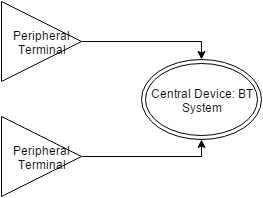 Peripheral
Terminal
Central Device: BT
System
Peripheral
Terminal